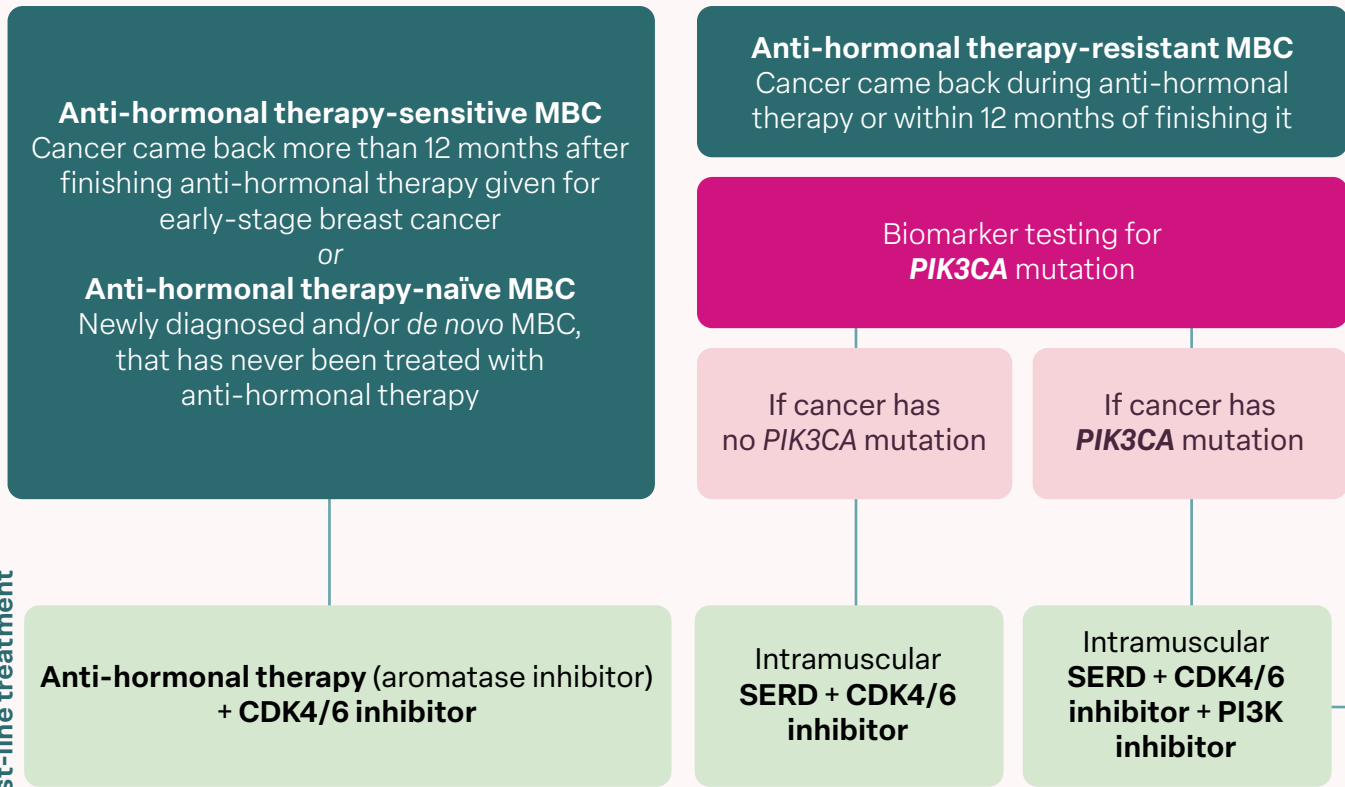 Anti-hormonal therapy-sensitive MBC
Cancer came back more than 12 months after
finishing anti-hormonal therapy given for
early-stage breast cancer
or
Anti-hormonal therapy-naïve MBC
Newly diagnosed and/or de novo MBC,
that has never been treated with
anti-hormonal therapy
Anti-hormonal therapy-resistant MBC
Cancer came back during anti-hormonal
therapy or within 12 months of finishing it
Biomarker testing for
PIK3CA mutation
If cancer has
no PIK3CA mutation
If cancer has
PIK3CA mutation
st-line treatment
Anti-hormonal therapy (aromatase inhibitor)
+ CDK4/6 inhibitor
Intramuscular
SERD + CDK4/6
inhibitor
Intramuscular
SERD + CDK4/6
inhibitor + PI3K
inhibitor